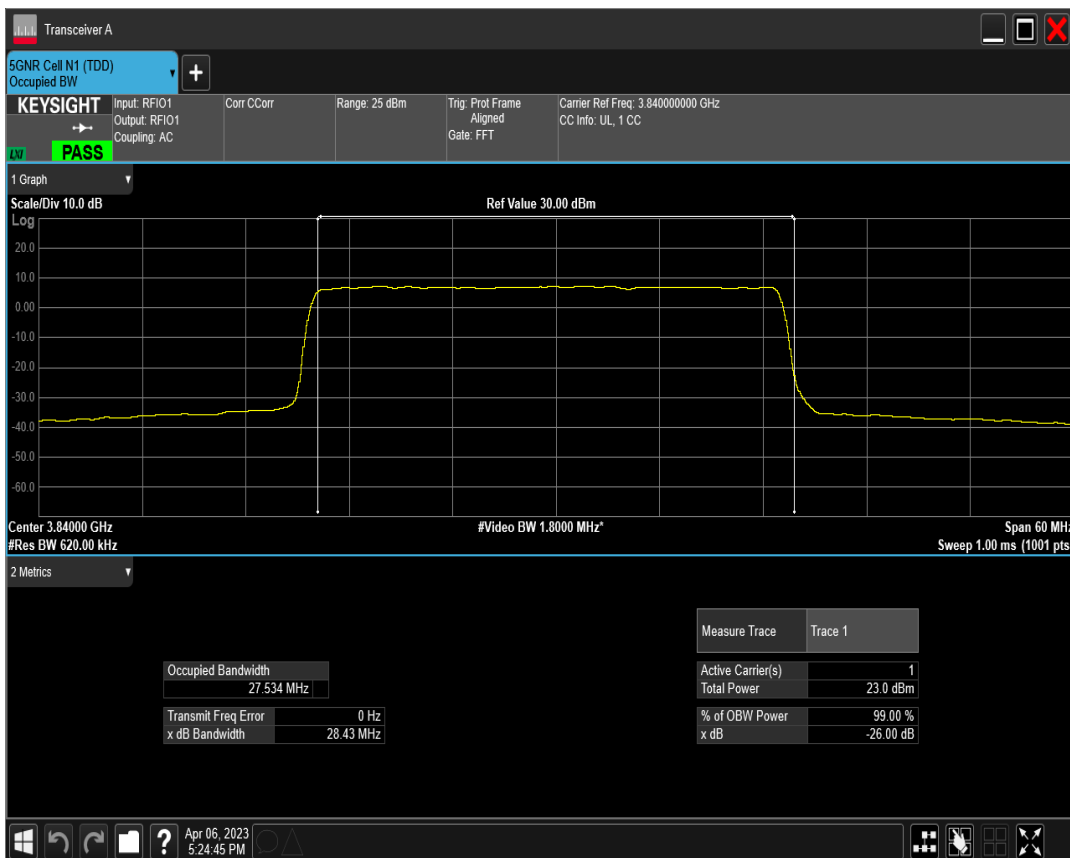 Transceiver A
5GNR Cell N1 (TDD)
Occupied BW
KEYSIGHT
LXI
PASS
Input: RFIO1
Output: RFIO1
Coupling: AC
Corr CCorr
Range: 25 dBm
Trig: Prot Frame
Aligned
Gate: FFT
Carrier Ref Freq: 3.840000000 GHz
CC Info: UL, 1 CC
1 Graph
Scale/Div 10.0 dB
Ref Value 30.00 dBm
Log
20.0
10.0
0.00
-10.0
-20.0
-30.0
-40.0
-50.0
-60.0
Center 3.84000 GHz
#Video BW 1.8000 MHz*
Span 60 MHz
#Res BW 620.00 kHz
Sweep 1.00 ms (1001 pts
2 Metrics
Measure Trace Trace 1
Occupied Bandwidth
27.534 MHz
Active Carrier(s) 1
Total Power 23.0 dBm
Transmit Freq Error 0 Hz
x dB Bandwidth 28.43 MHz
% of OBW Power 99.00 %
x dB -26.00 dB
Apr 06, 2023
5:24:45 PM